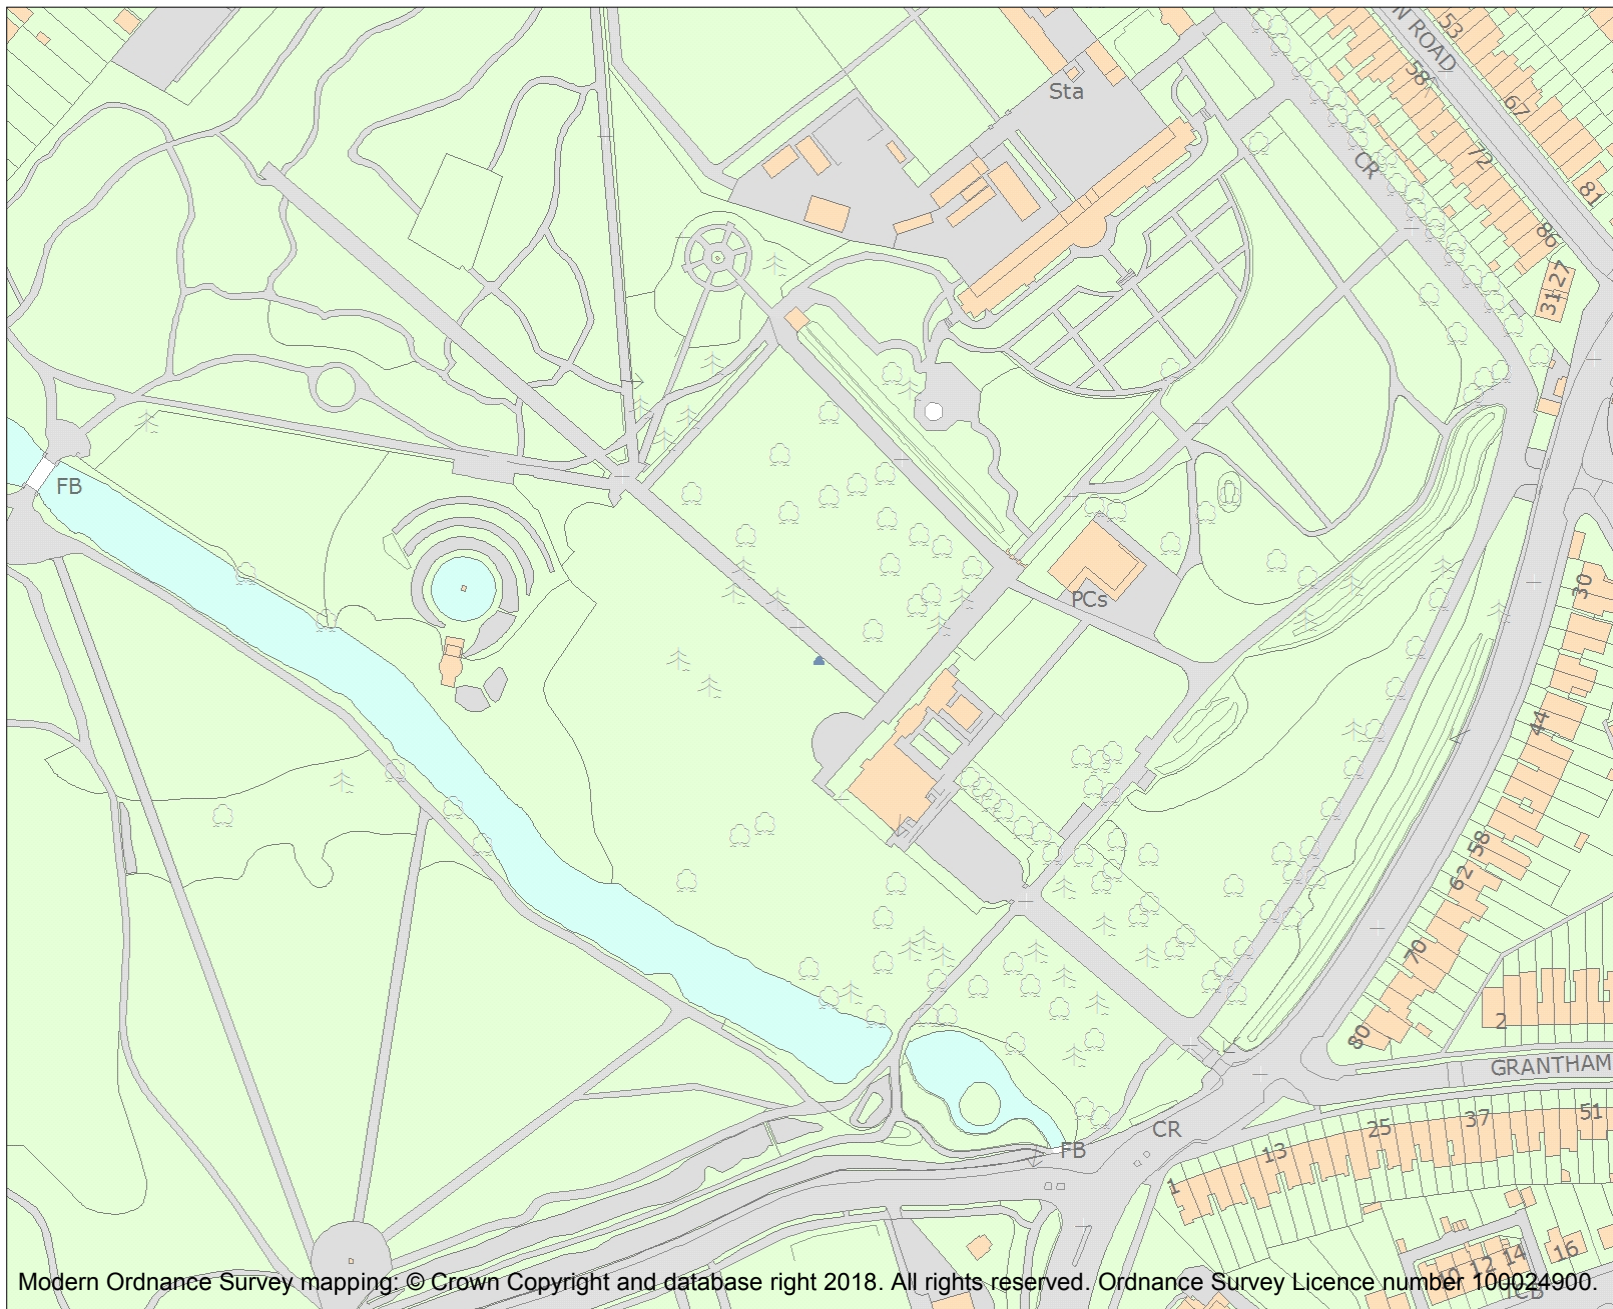 N ROAD
53
58
67
Sta
72
CR
81
86
31
27
FB
PCs
30
44
58
62
70
80
2
GRANTHAM
51
37
25
CR
13
FB
1
14
16
12
10
Modern Ordnance Survey mapping: © Crown Copyright and database right 2018. All rights reserved. Ordnance Survey Licence number 100024900.